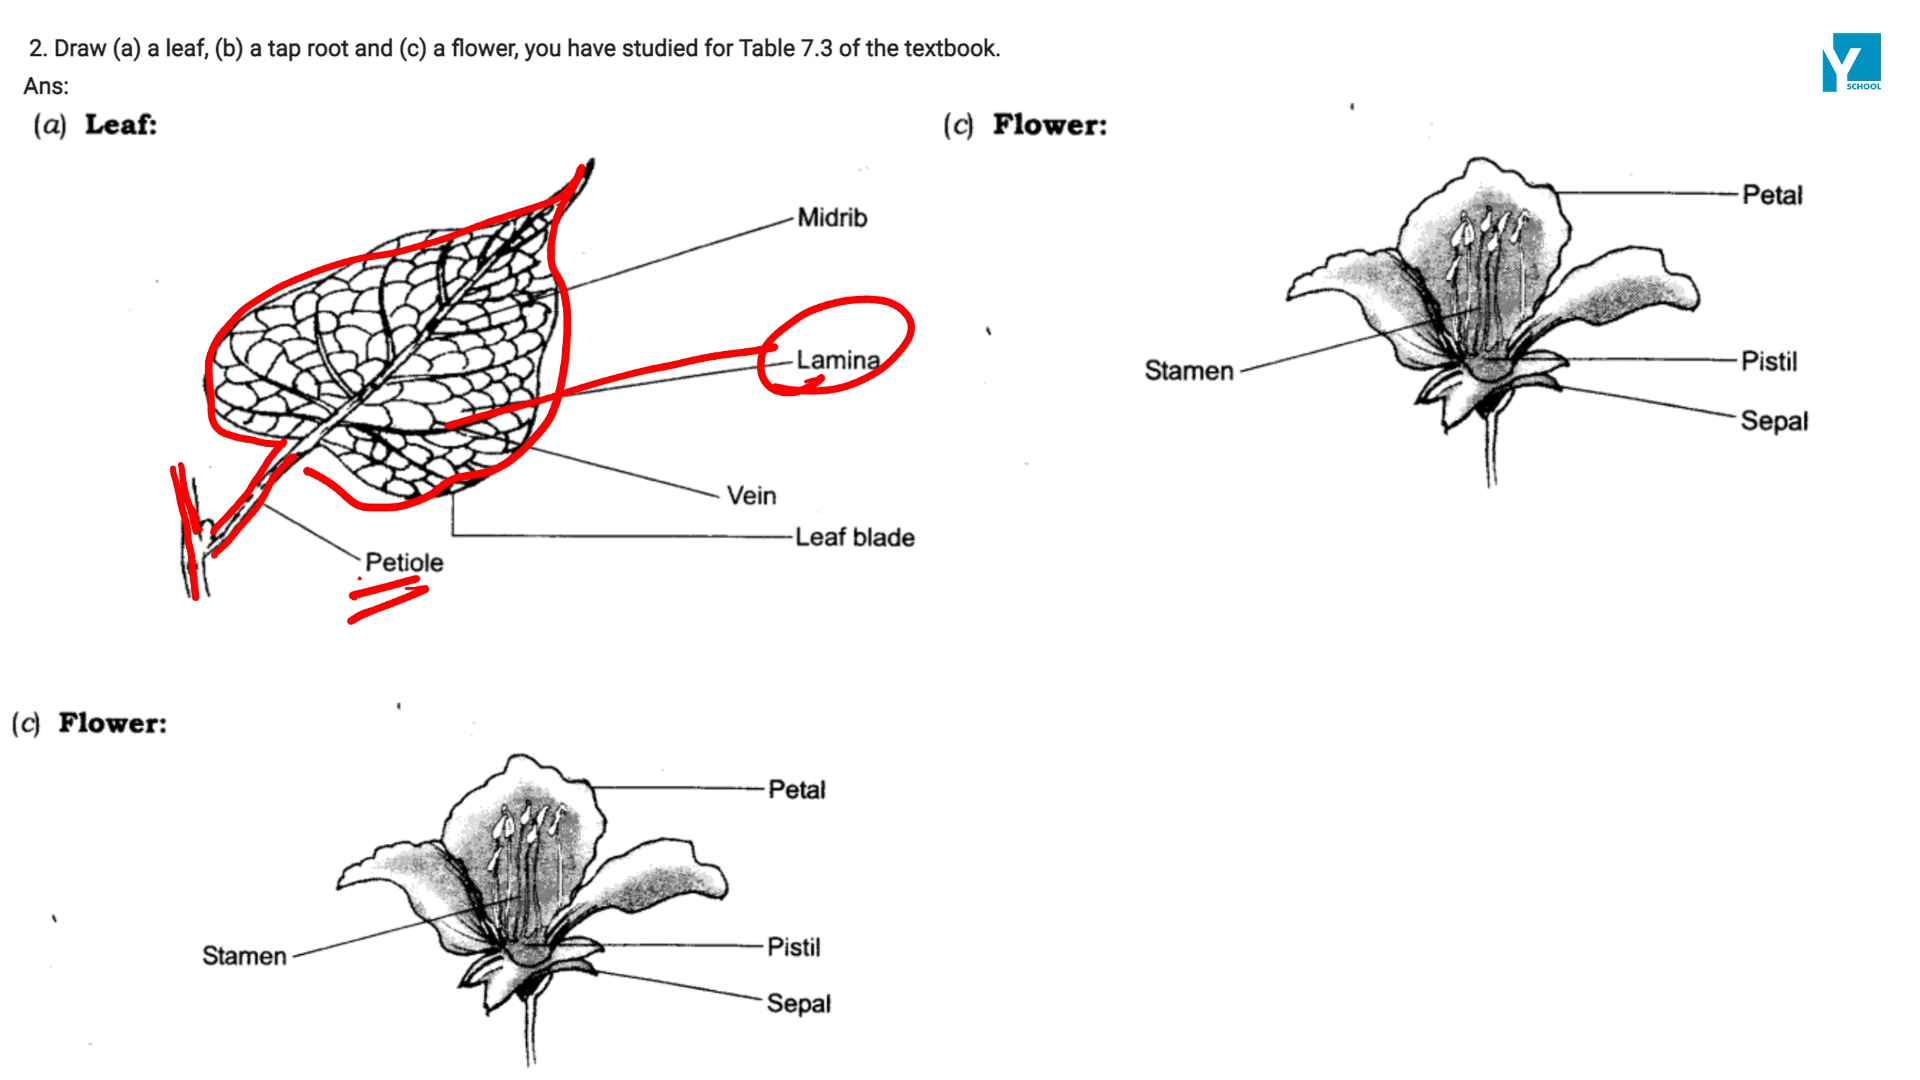 2. Draw (a) a leaf, (b) a tap root and (c) a flower, you have studied for Table 7.3 of the textbook.
Ans:
Y SCHOOL
(a) Leaf:
Midrib
Lamina
Vein
Leaf blade
Petiole
(c) Flower:
Petal
Stamen
Pistil
Sepal
(c) Flower:
Petal
Stamen
Pistil
Sepal